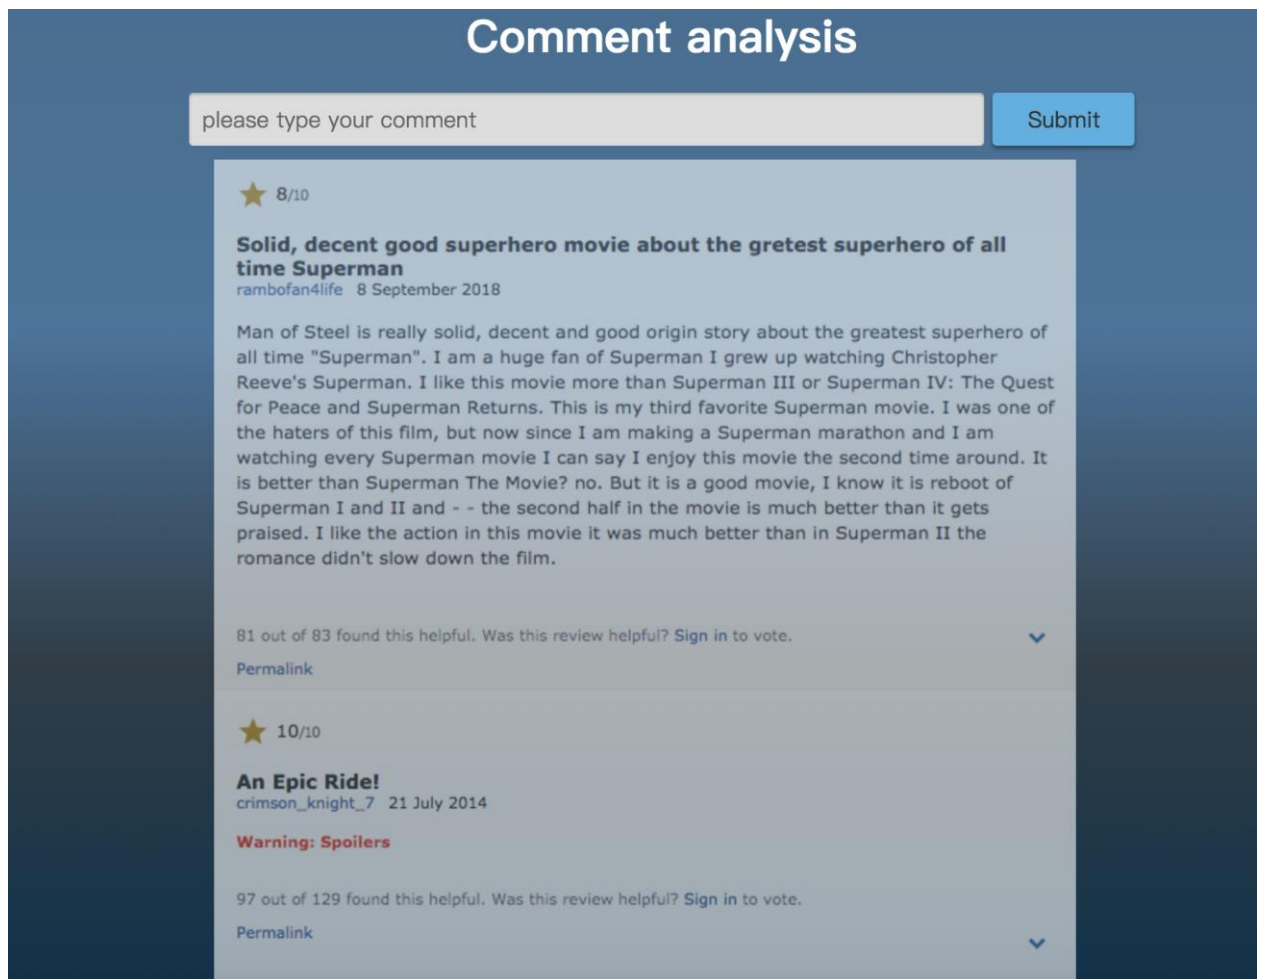 Comment analysis
please type your comment
Submit
8/10
Solid, decent good superhero movie about the gretest superhero of all
time Superman
rambofan4life 8 September 2018
Man of Steel is really solid, decent and good origin story about the greatest superhero of
all time "Superman". I am a huge fan of Superman I grew up watching Christopher
Reeve's Superman. I like this movie more than Superman III or Superman IV: The Quest
for Peace and Superman Returns. This is my third favorite Superman movie. I was one of
the haters of this film, but now since I am making a Superman marathon and I am
watching every Superman movie I can say I enjoy this movie the second time around. It
is better than Superman The Movie? no. But it is a good movie, I know it is reboot of
Superman I and II and - - the second half in the movie is much better than it gets
praised. I like the action in this movie it was much better than in Superman II the
romance didn't slow down the film.
81 out of 83 found this helpful. Was this review helpful? Sign in to vote.
Permalink
10/10
An Epic Ride!
crimson_knight_7 21 July 2014
Warning: Spoilers
97 out of 129 found this helpful. Was this review helpful? Sign in to vote.
Permalink